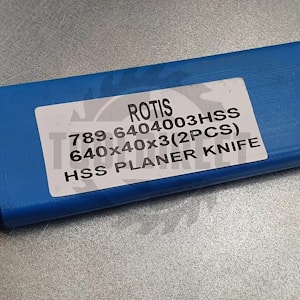 ROTIS
789.6404003HSS
640x40x3(2PCS)
HSS PLANER KNIFE